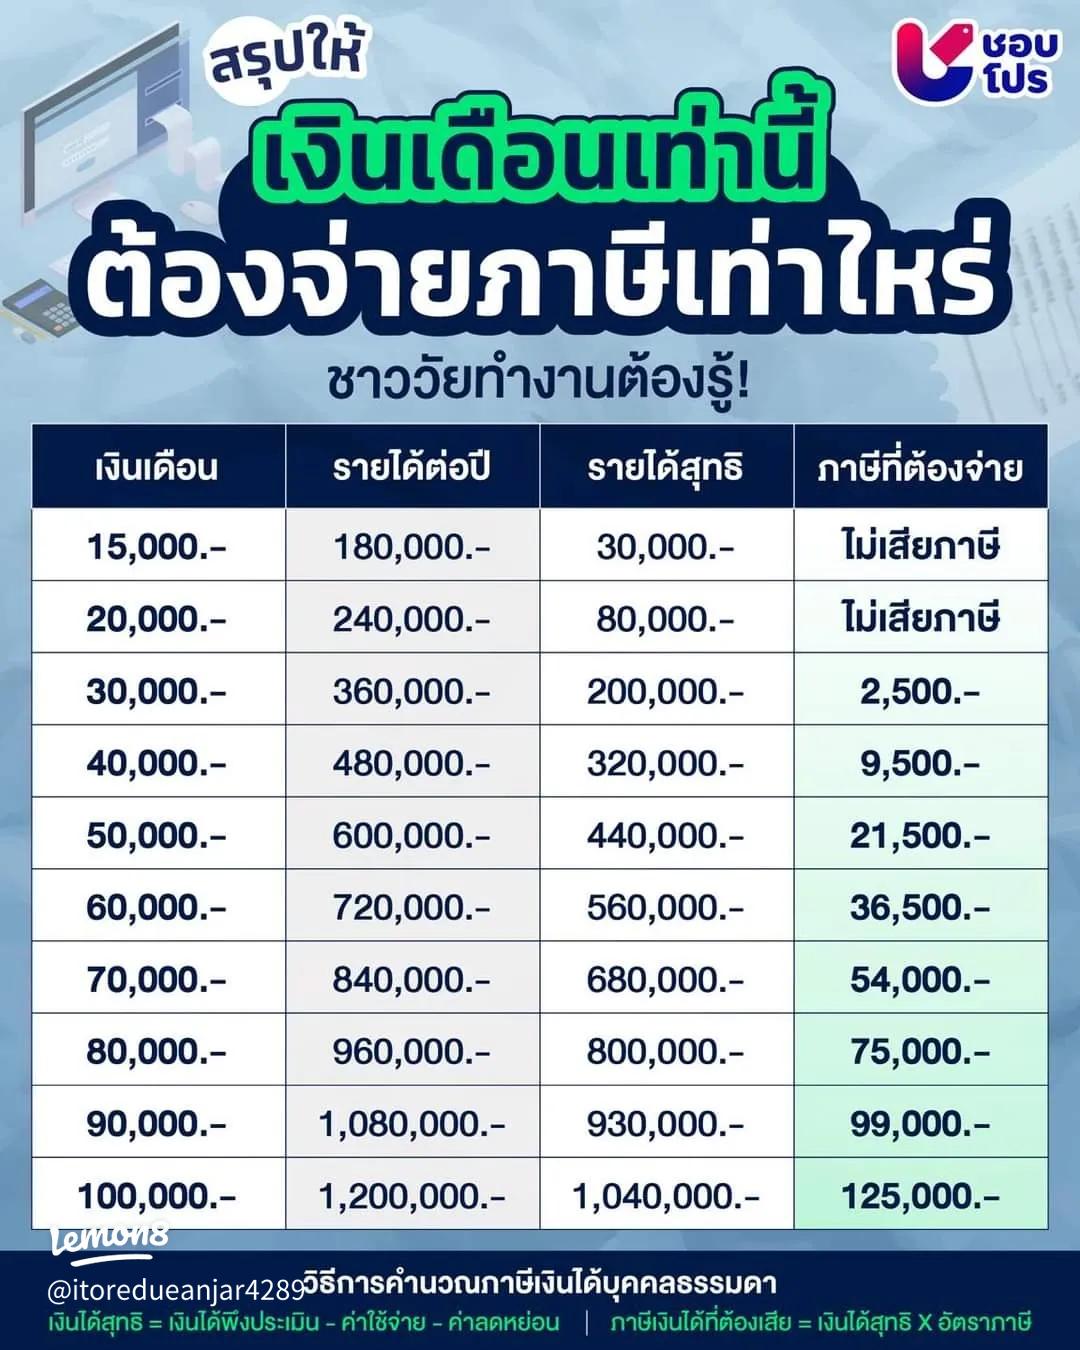 สรุปให้
ชอบ
โปร
เงินเดือนเท่านี้
ต้องจ่ายภาษีเท่าไหร่
ชาววัยทำงานต้องรู้!
เงินเดือน รายได้ต่อปี รายได้สุทธิ ภาษีที่ต้องจ่าย
15,000.- 180,000.- 30,000.- ไม่เสียภาษี
20,000.- 240,000.- 80,000.- ไม่เสียภาษี
30,000.- 360,000.- 200,000.- 2,500.-
40,000.- 480,000.- 320,000.- 9,500.-
50,000.- 600,000.- 440,000.- 21,500.-
60,000.- 720,000.- 560,000.- 36,500.-
70,000.- 840,000.- 680,000.- 54,000.-
80,000.- 960,000.- 800,000.- 75,000.-
90,000.- 1,080,000.- 930,000.- 99,000.-
100,000.- 1,200,000.- 1,040,000.- 125,000.-
lemon8
@itoredueanjar4289
วิธีการคำนวณภาษีเงินได้บุคคลธรรมดา
เงินได้สุทธิ = เงินได้พึงประเมิน - ค่าใช้จ่าย - ค่าลดหย่อน | ภาษีเงินได้ที่ต้องเสีย = เงินได้สุทธิ X อัตราภาษี